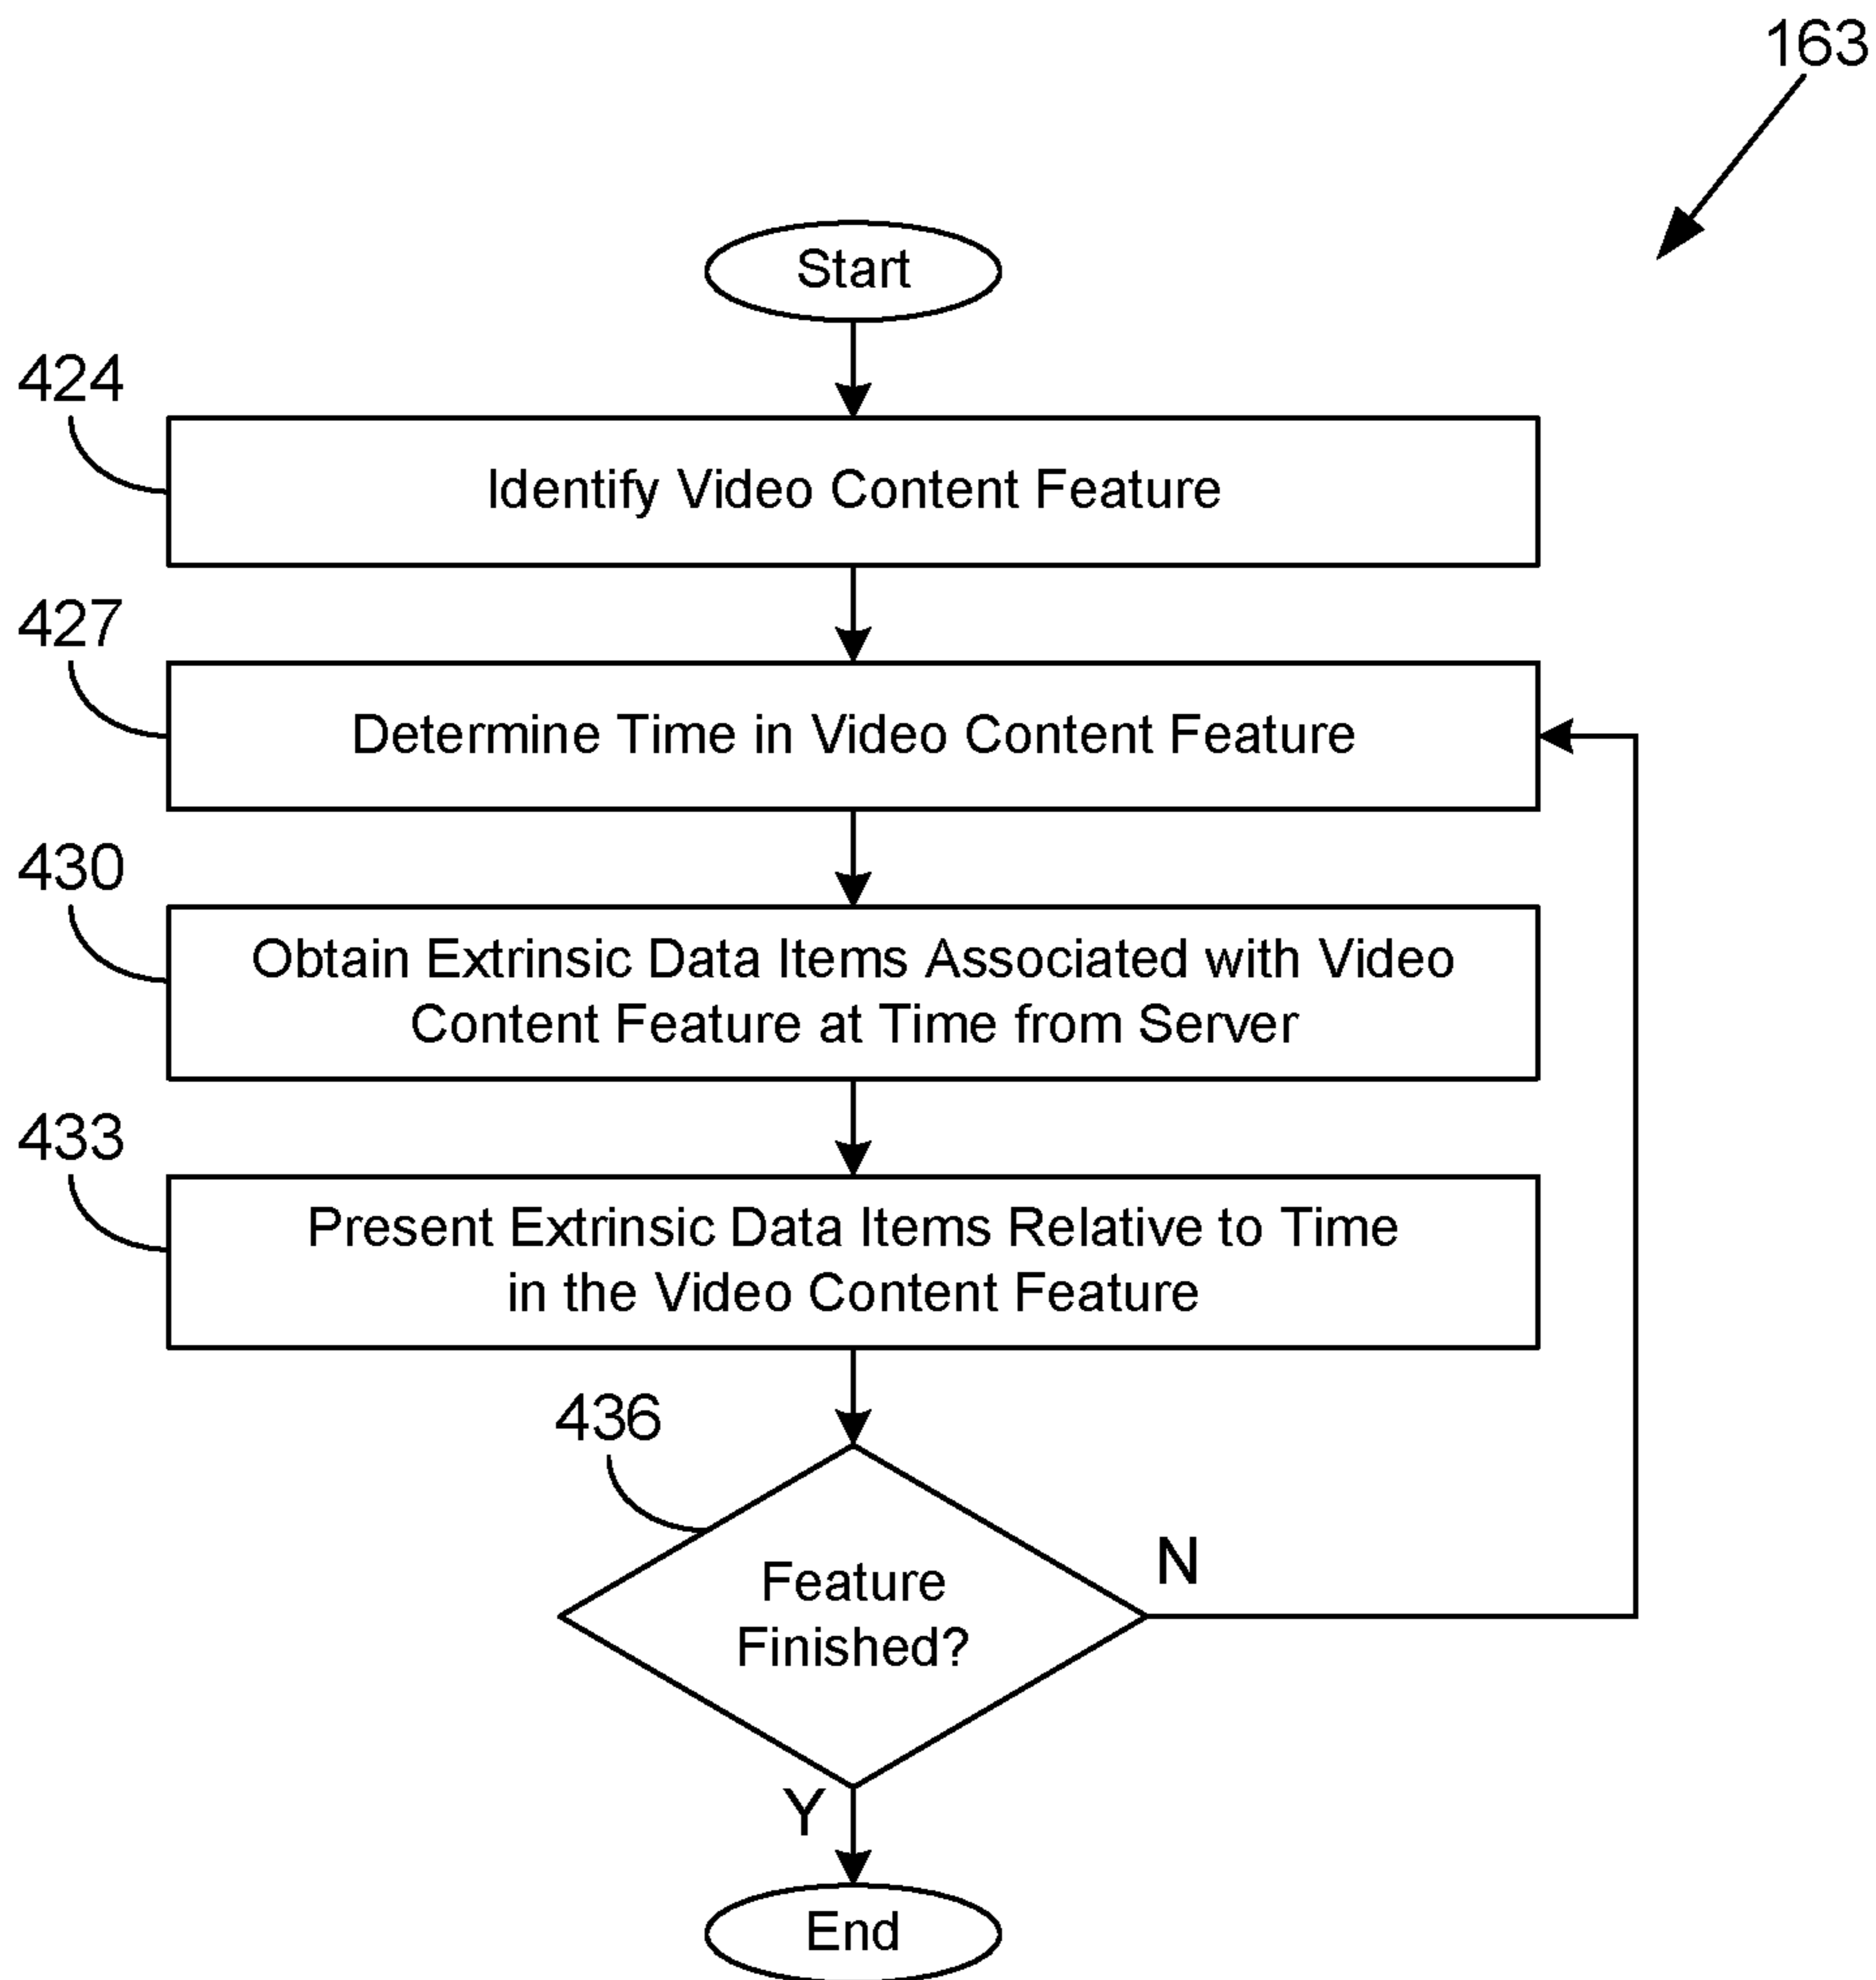 163
Start
424
Identify Video Content Feature
427
Determine Time in Video Content Feature
430
Obtain Extrinsic Data Items Associated with Video
Content Feature at Time from Server
433
Present Extrinsic Data Items Relative to Time
in the Video Content Feature
436
Feature
Finished?
N
Y
End